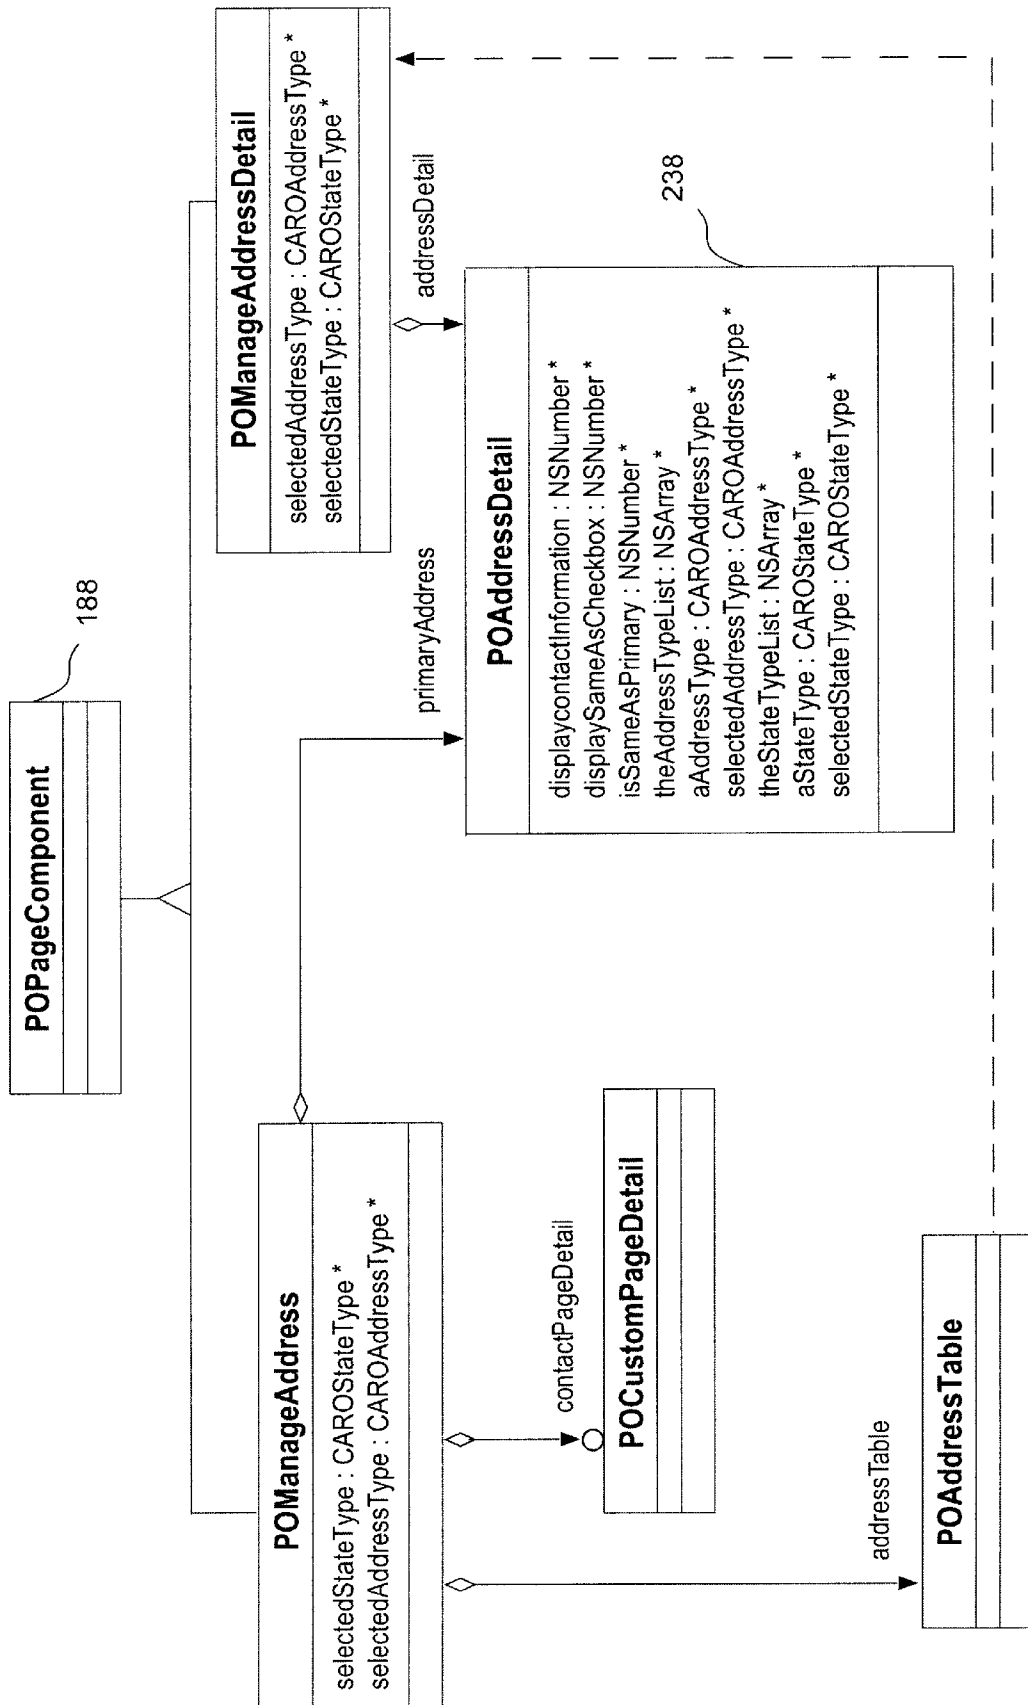 POPageComponent
188
POManageAddress
selectedStateType : CAROStateType *
selectedAddressType : CAROAddressType *
POManageAddressDetail
selectedAddressType : CAROAddressType *
selectedStateType : CAROStateType *
primaryAddress
addressDetail
contactPageDetail
POCustomPageDetail
POAddressDetail
238
displaycontactInformation : NSNumber *
displaySameAsCheckbox : NSNumber *
isSameAsPrimary : NSNumber *
theAddressTypeList : NSArray *
aAddressType : CAROAddressType *
selectedAddressType : CAROAddressType *
theStateTypeList : NSArray *
aStateType : CAROStateType *
selectedStateType : CAROStateType *
addressTable
POAddressTable